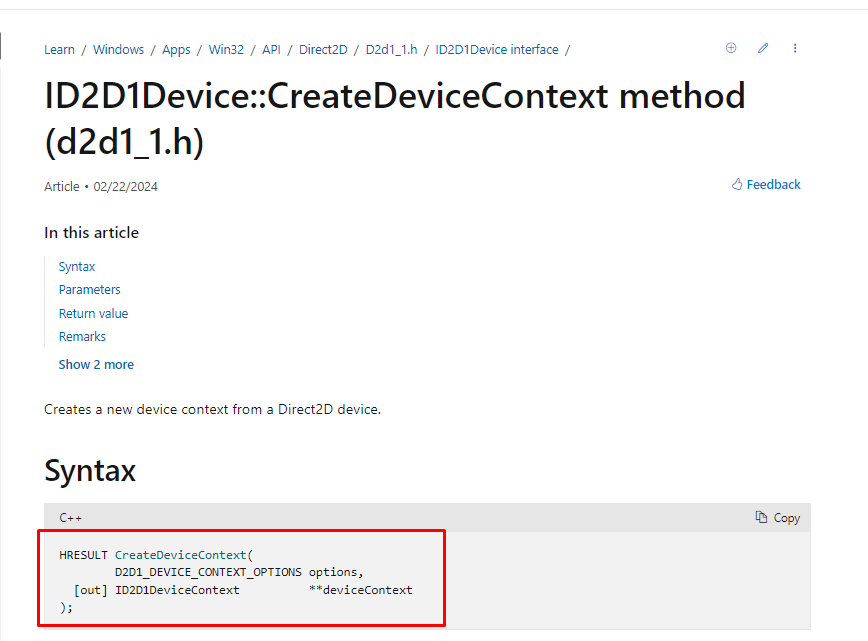 Learn / Windows / Apps / Win32 / API / Direct2D / D2d1_1.h / ID2D1Device interface /
ID2D1Device::CreateDeviceContext method
(d2d1_1.h)
Article • 02/22/2024
Feedback
In this article
Syntax
Parameters
Return value
Remarks
Show 2 more
Creates a new device context from a Direct2D device.
Syntax
C++
Copy
HRESULT CreateDeviceContext(
D2D1_DEVICE_CONTEXT_OPTIONS options,
[out] ID2D1DeviceContext **deviceContext
);